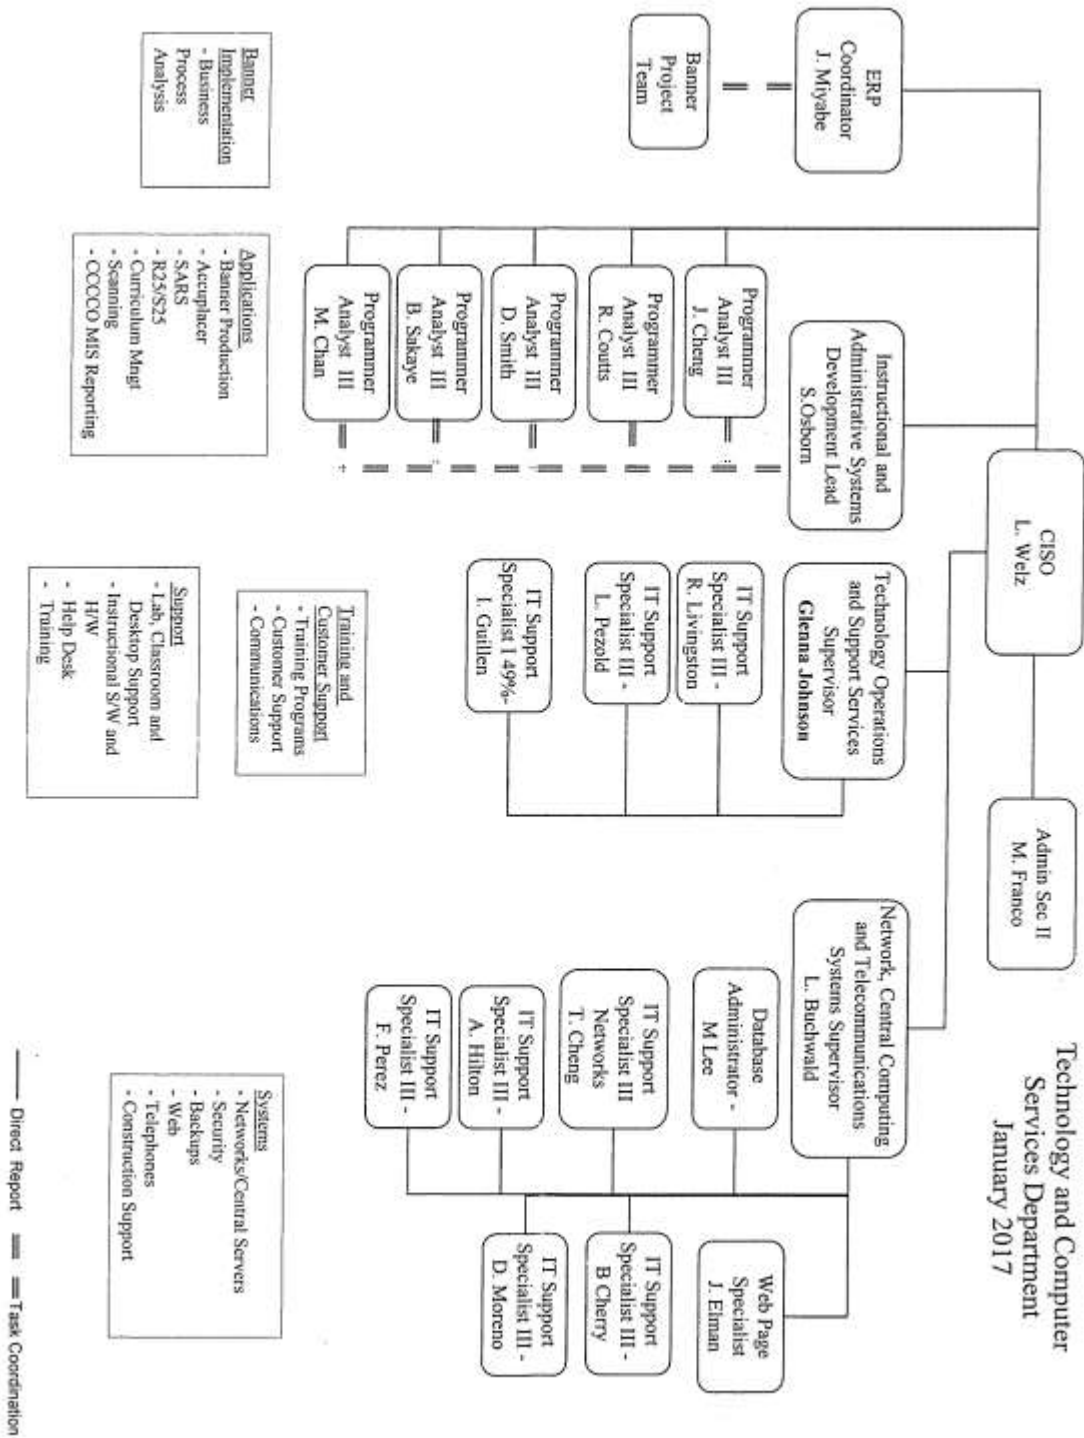 Technology and Computer
Services Department
January 2017
CISO
L. Welz
Admin Sec II
M. Franco
ERP
Coordinator
J. Miyabe
Instructional and
Administrative Systems
Development Lead
S.Osborn
Technology Operations
and Support Services
Supervisor
Glenna Johnson
Network, Central Computing
and Telecommunications
Systems Supervisor
L. Buchwald
Banner
Project
Team
Programmer
Analyst III
J. Cheng
Programmer
Analyst III
R. Coutts
Programmer
Analyst III
D. Smith
Programmer
Analyst III
B. Sakaye
Programmer
Analyst III
M. Chan
IT Support
Specialist III -
R. Livingston
IT Support
Specialist III -
L. Pezold
IT Support
Specialist I 49%-
I. Guillen
Database
Administrator -
M Lee
IT Support
Specialist III
Networks
T. Cheng
IT Support
Specialist III -
A. Hilton
IT Support
Specialist III -
F. Perez
Web Page
Specialist
J. Elman
IT Support
Specialist III -
B Cherry
IT Support
Specialist III -
D. Moreno
Banner
Implementation
- Business
Process
Analysis
Applications
- Banner Production
- Accuplacer
- SARS
- R25/S25
- Curriculum Mngt
- Scanning
- CCCCO MIS Reporting
Training and
Customer Support
- Training Programs
- Customer Support
- Communications
Support
- Lab, Classroom and
Desktop Support
- Instructional S/W and
H/W
- Help Desk
- Training
Systems
- Networks/Central Servers
- Security
- Backups
- Web
- Telephones
- Construction Support
Direct Report
Task Coordination